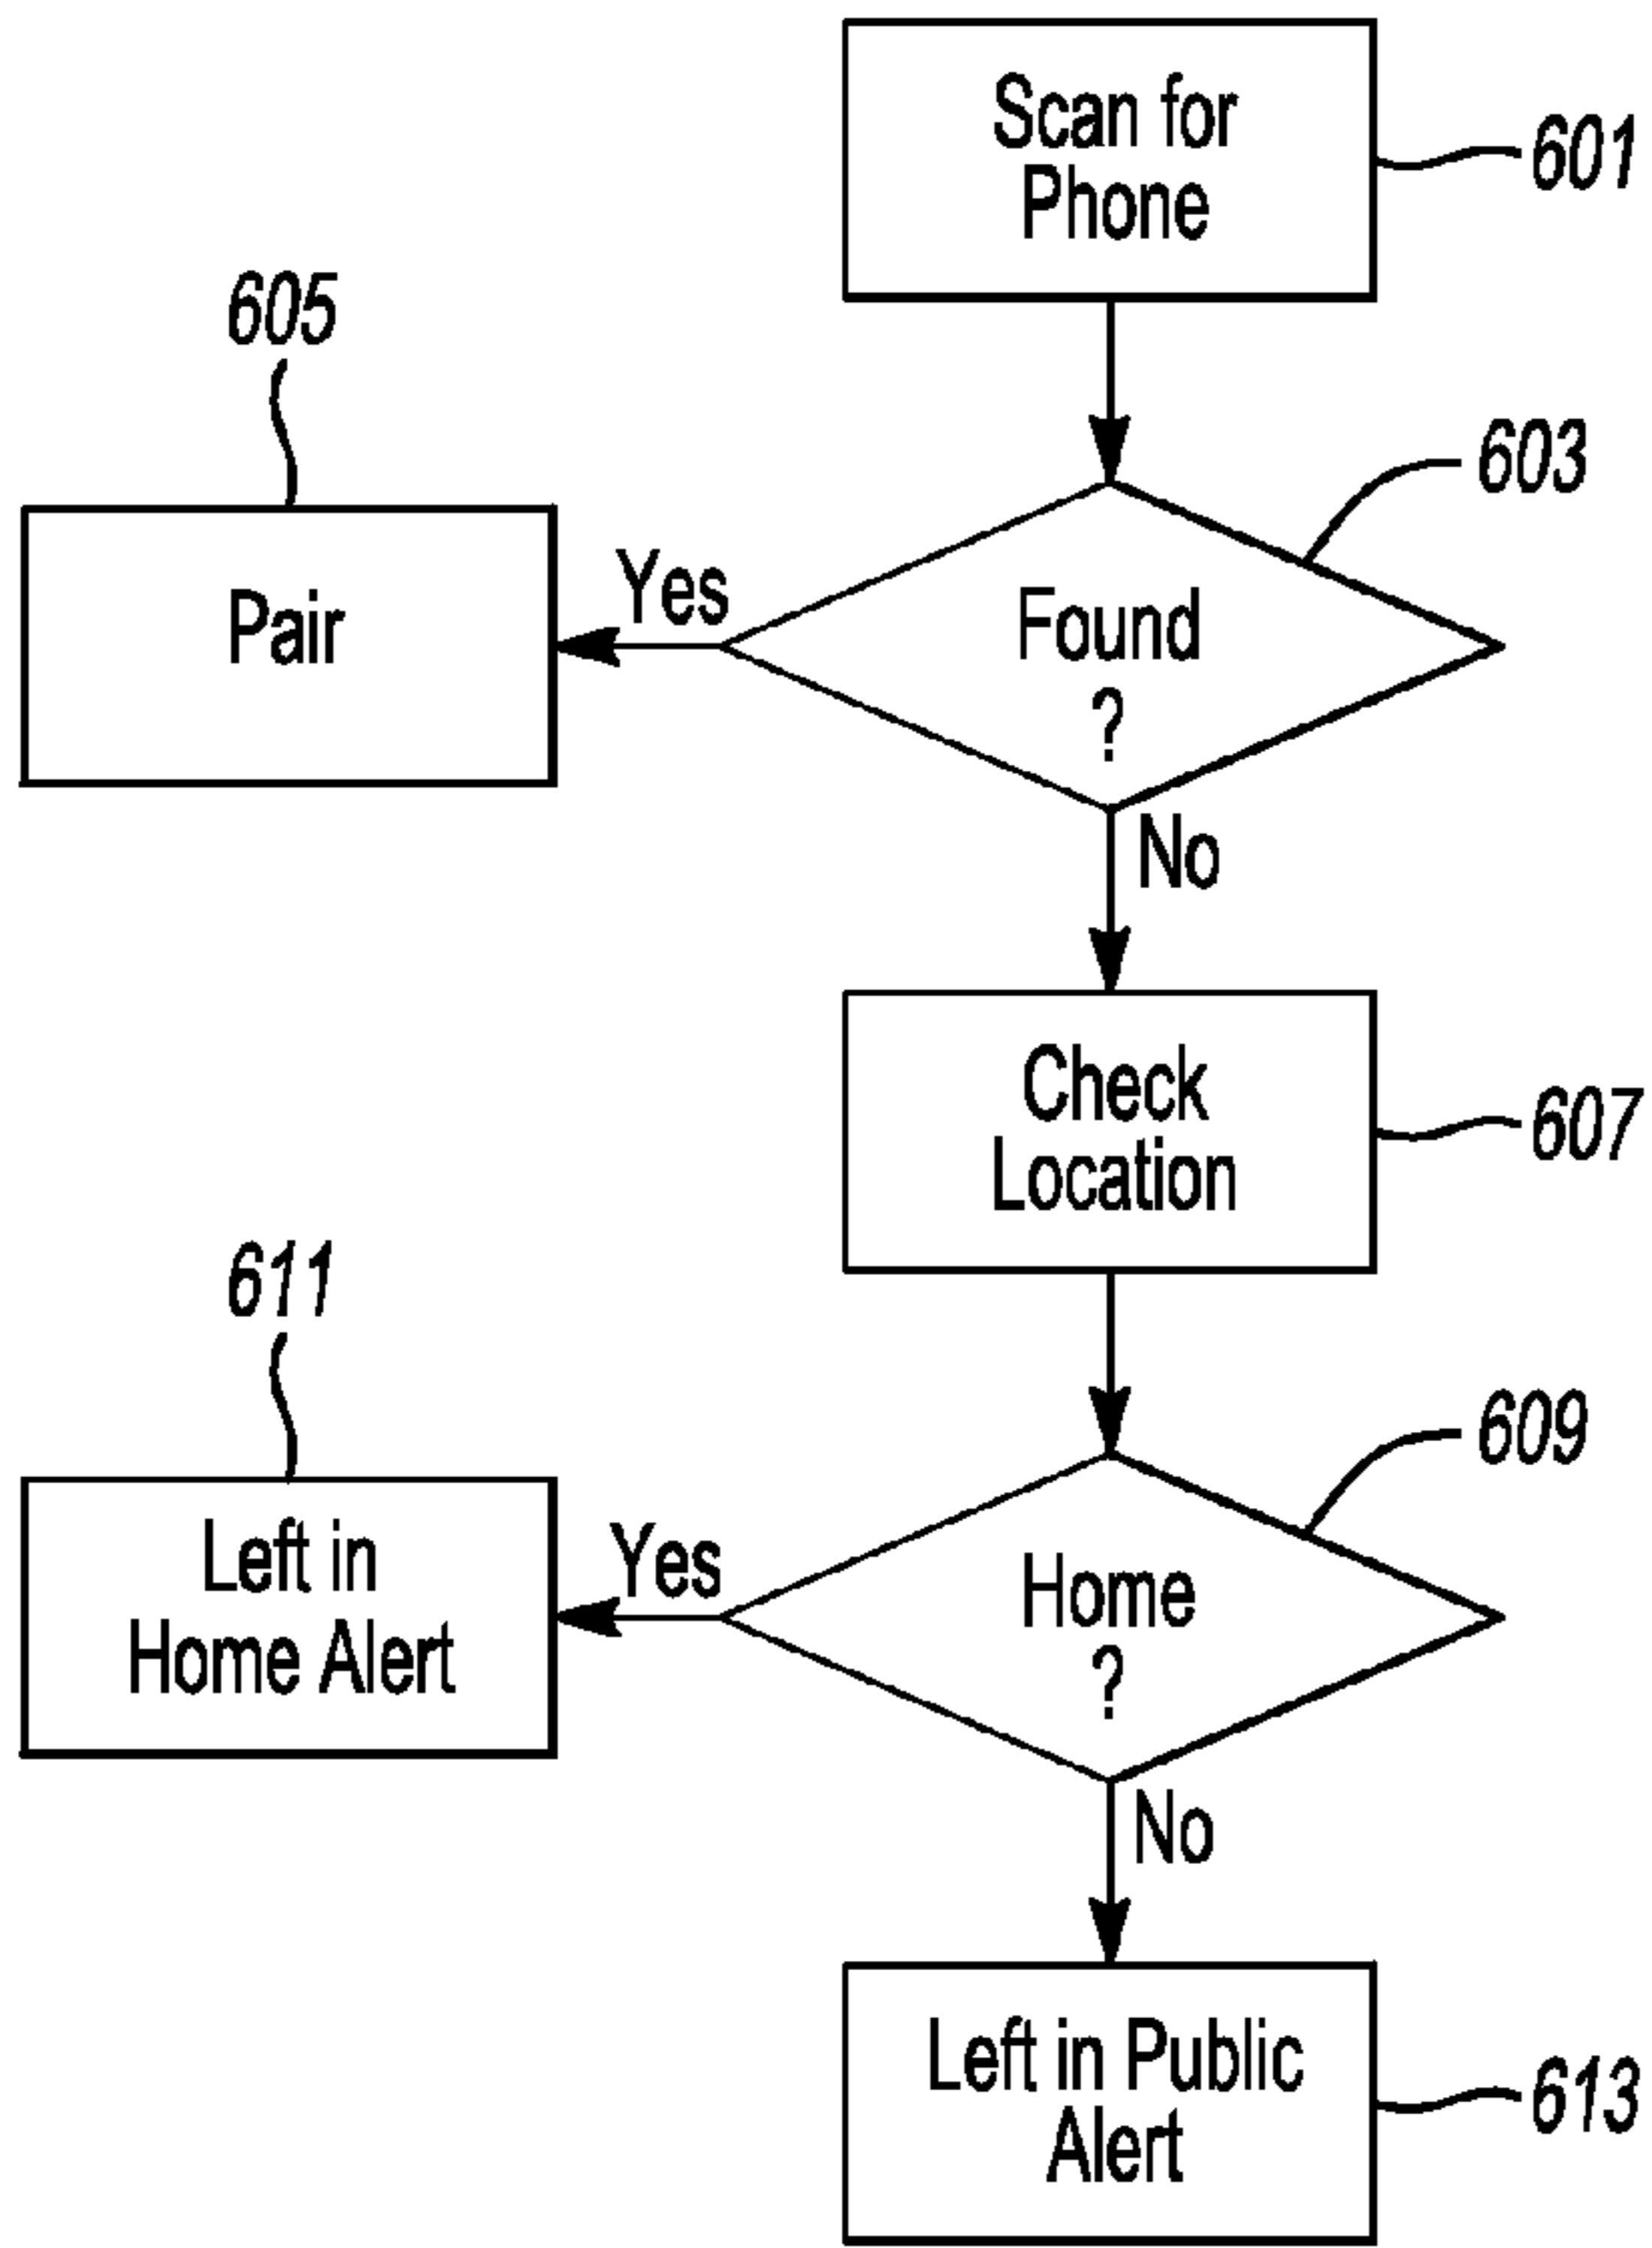 Scan for
Phone
601
605
603
Pair
Yes
Found
?
No
Check
Location
607
611
609
Left in
Home Alert
Yes
Home
?
No
Left in Public
Alert
613